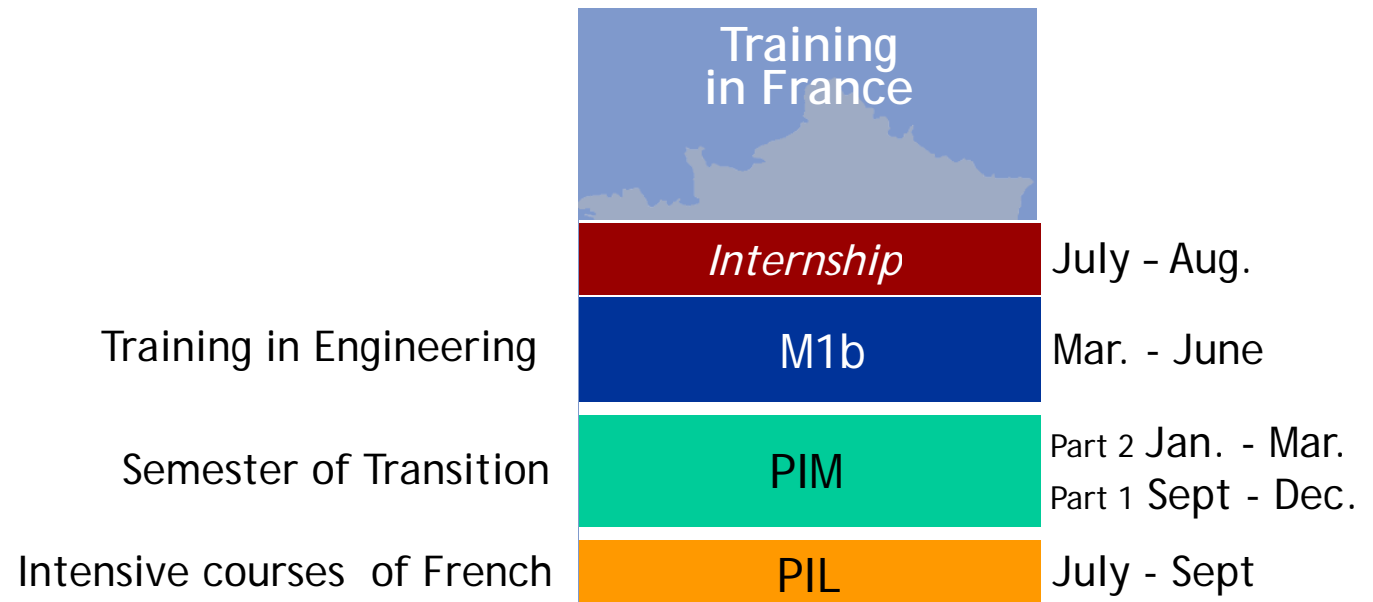 Training
in France
Internship July – Aug.
Training in Engineering M1b Mar. - June
Semester of Transition PIM Part 2 Jan. - Mar.
Part 1 Sept - Dec.
Intensive courses of French PIL July - Sept